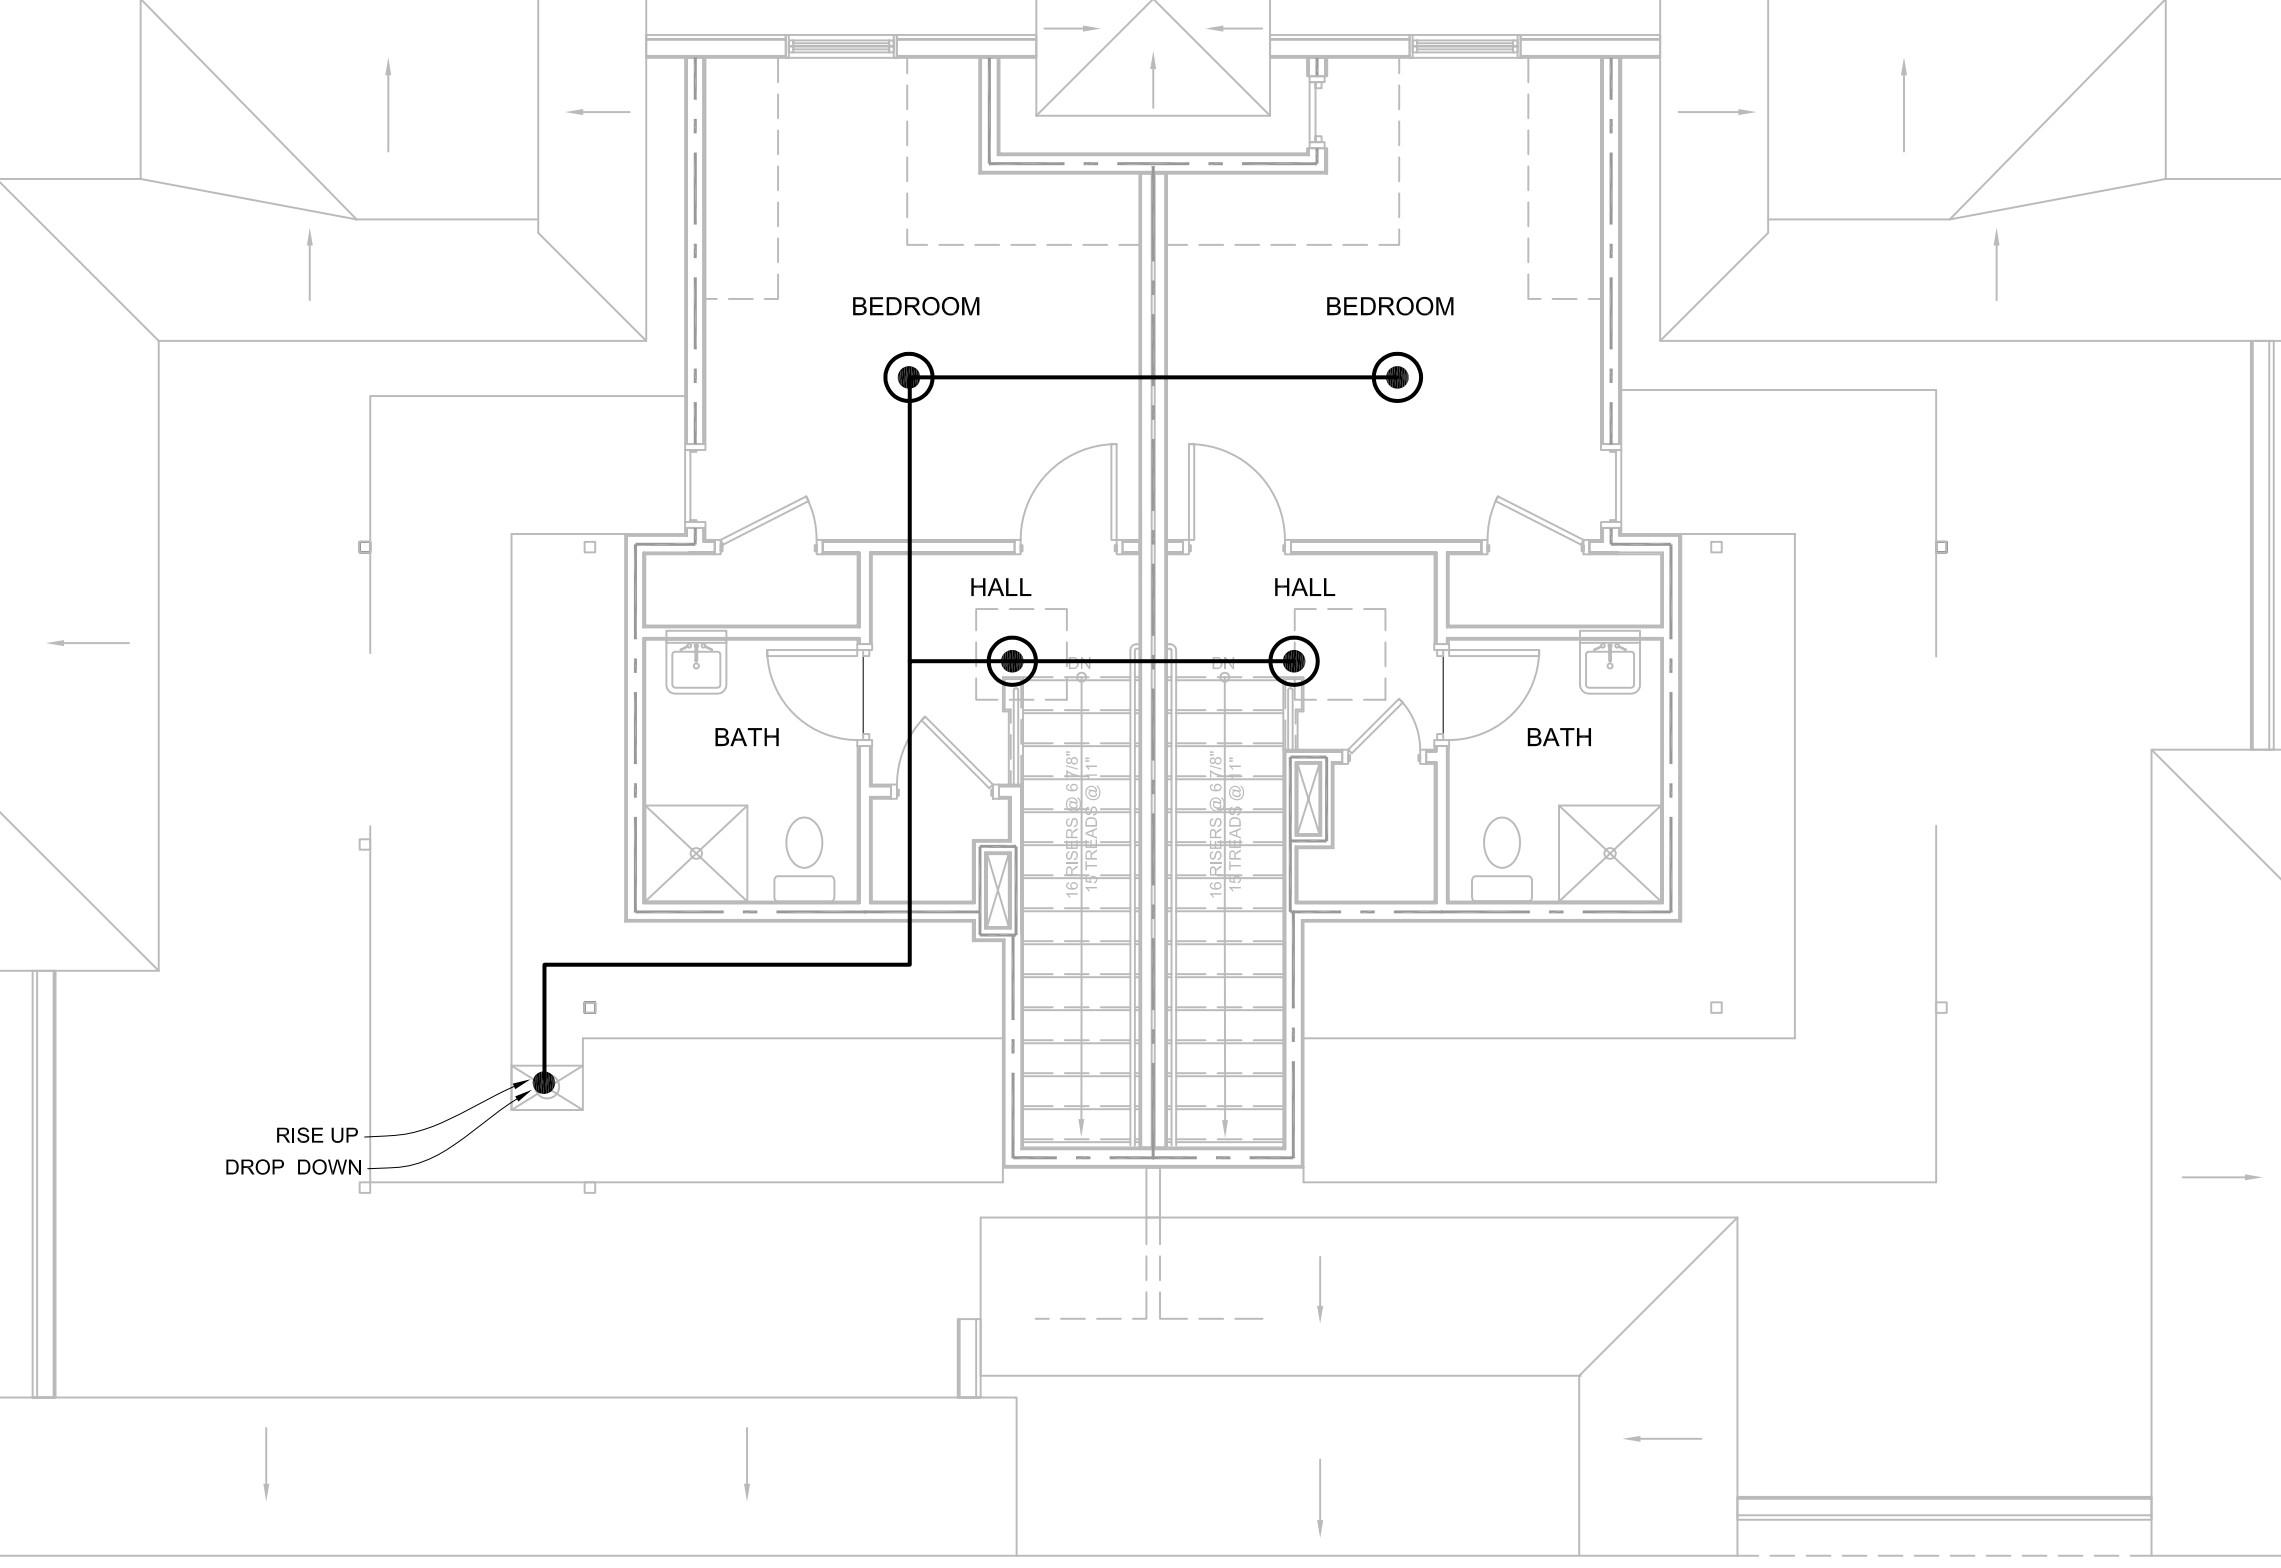 BEDROOM
BEDROOM
HALL
HALL
DN
DN
BATH
BATH
16 RISERS @ 6 7/8"
15 TREADS @ 11"
16 RISERS @ 6 7/8"
15 TREADS @ 11"
RISE UP
DROP DOWN